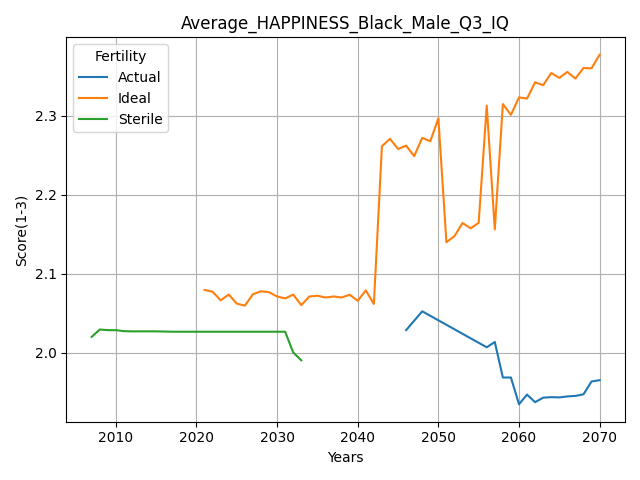 Average_HAPPINESS_Black_Male_Q3_IQ
Fertility
Actual
Ideal
Sterile
Score(1-3)
2.3
2.2
2.1
2.0
2010 2020 2030 2040 2050 2060 2070
Years